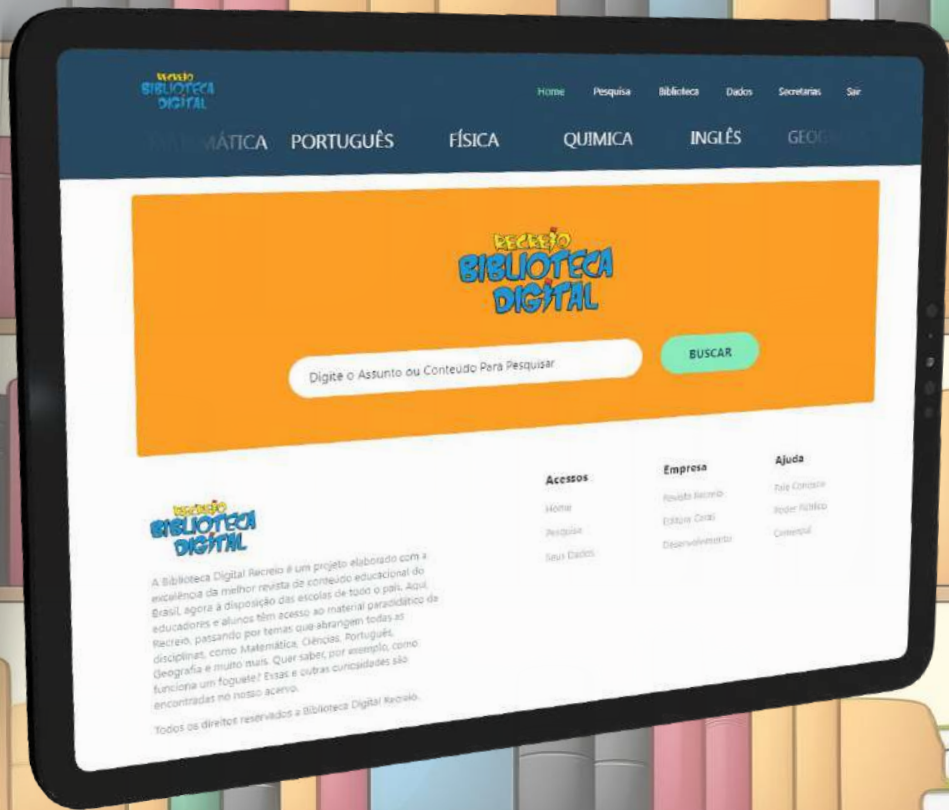 RECREIO
BIBLIOTECA
DIGITAL
Home Pesquisa Biblioteca Dados Secretarias Sair
MATEMÁTICA PORTUGUÊS FÍSICA QUIMICA INGLÊS GEOG
RECREIO
BIBLIOTECA
DIGITAL
Digite o Assunto ou Conteúdo Para Pesquisar
BUSCAR
RECREIO
BIBLIOTECA
DIGITAL
A Biblioteca Digital Recreio é um projeto elaborado com a
excelência da melhor revista de conteúdo educacional do
Brasil, agora à disposição das escolas de todo o país. Aqui,
educadores e alunos têm acesso ao material paradidático da
Recreio, passando por temas que abrangem todas as
disciplinas, como Matemática, Ciências, Português,
Geografia e muito mais. Quer saber, por exemplo, como
funciona um foguete? Essas e outras curiosidades são
encontradas no nosso acervo.
Todos os direitos reservados a Biblioteca Digital Recreio.
Acessos
Home
Pesquisa
Seus Dados
Empresa
Revista Recreio
Editora Caras
Desenvolvimento
Ajuda
Fale Conosco
Poder Público